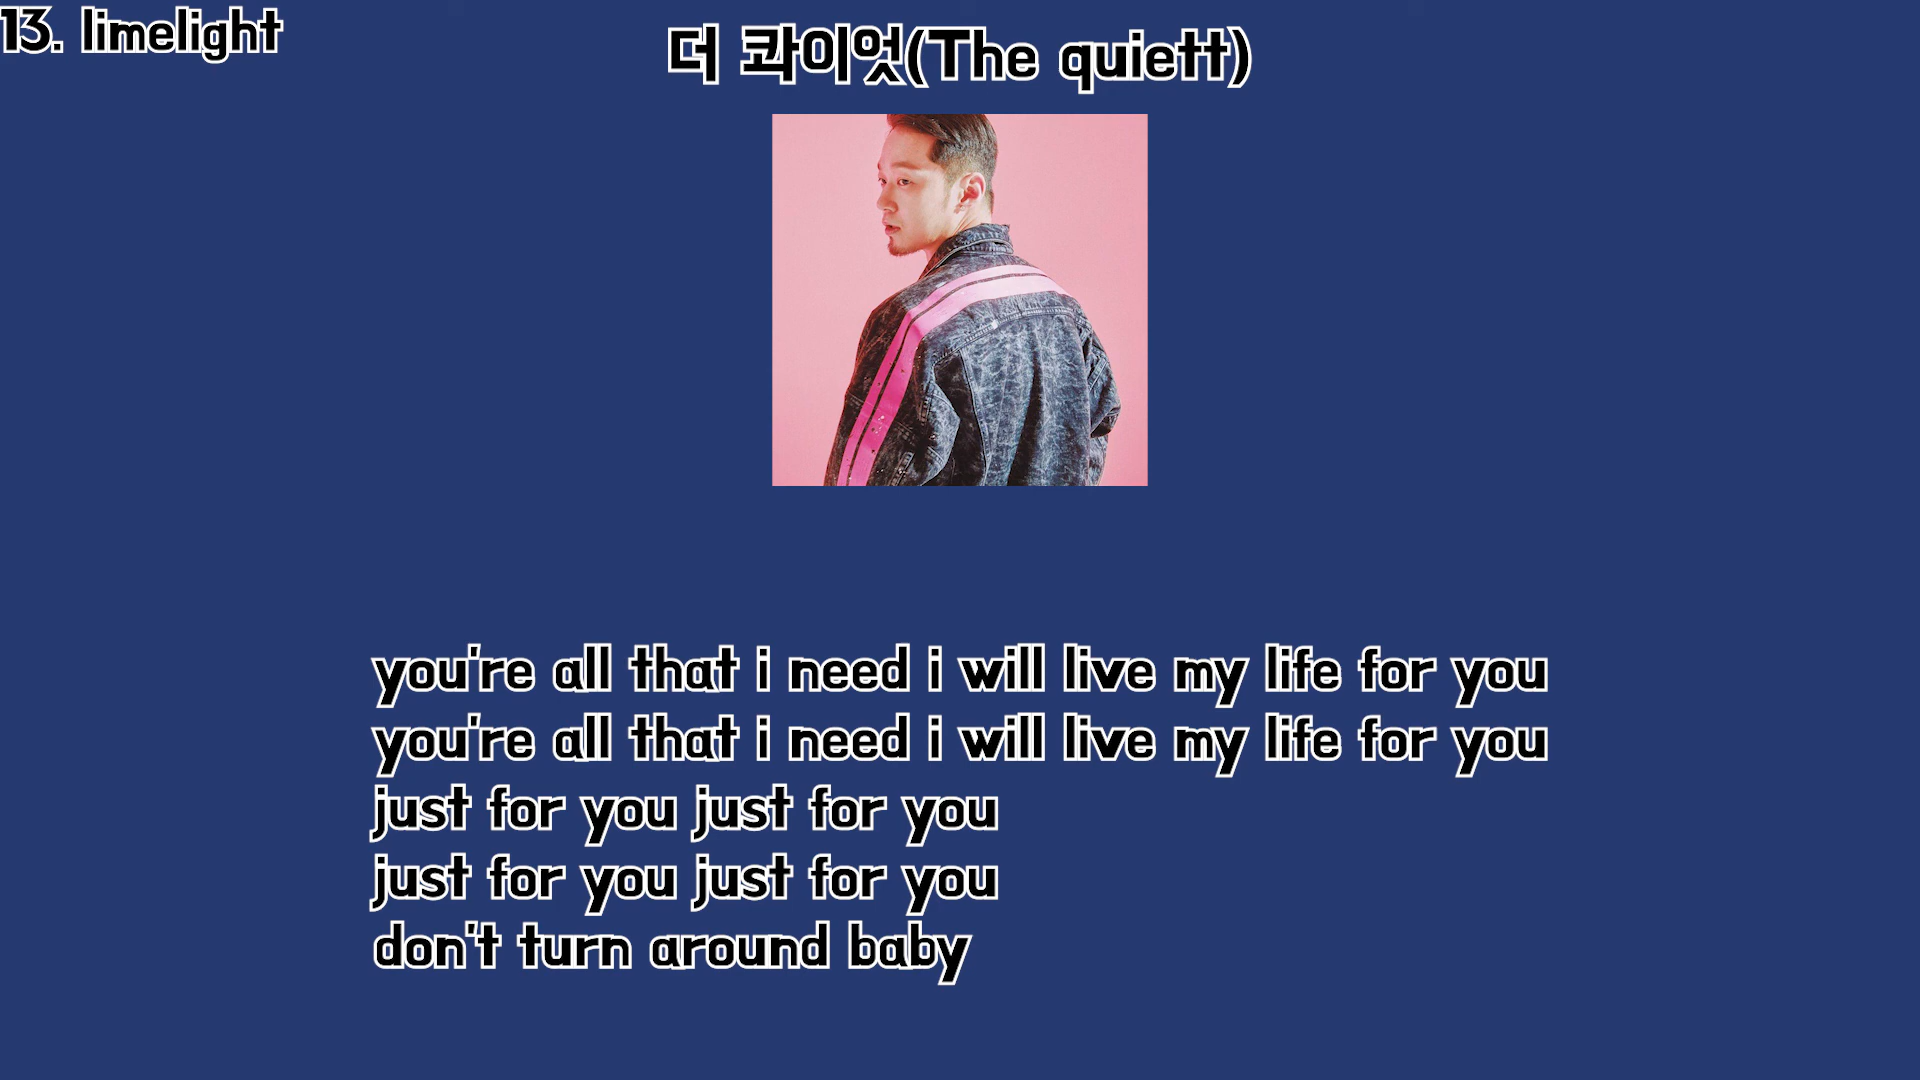 13. limelight
더 콰이엇(The quiett)
you're all that i need i will live my life for you
you're all that i need i will live my life for you
just for you just for you
just for you just for you
don't turn around baby